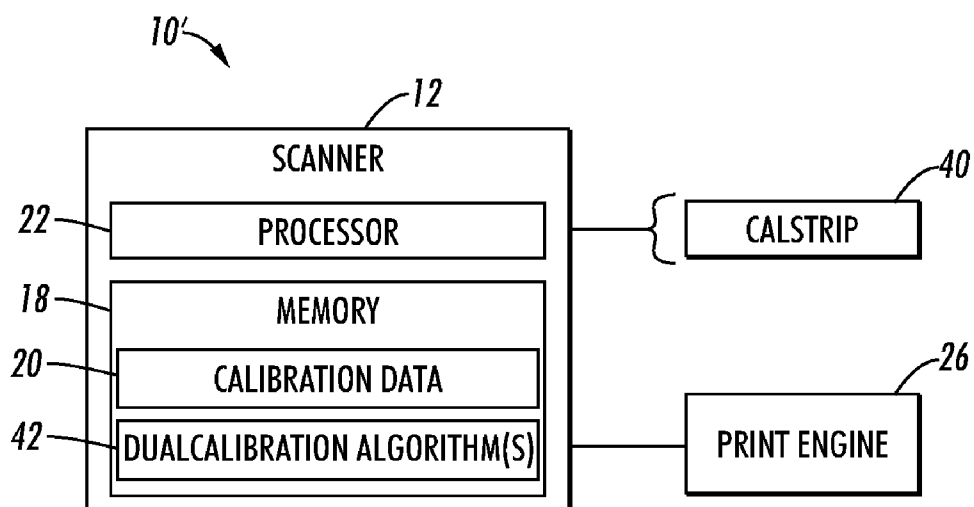 10'
12
SCANNER
40
22
PROCESSOR
CALSTRIP
18
MEMORY
20
CALIBRATION DATA
26
42
DUALCALIBRATION ALGORITHM(S)
PRINT ENGINE